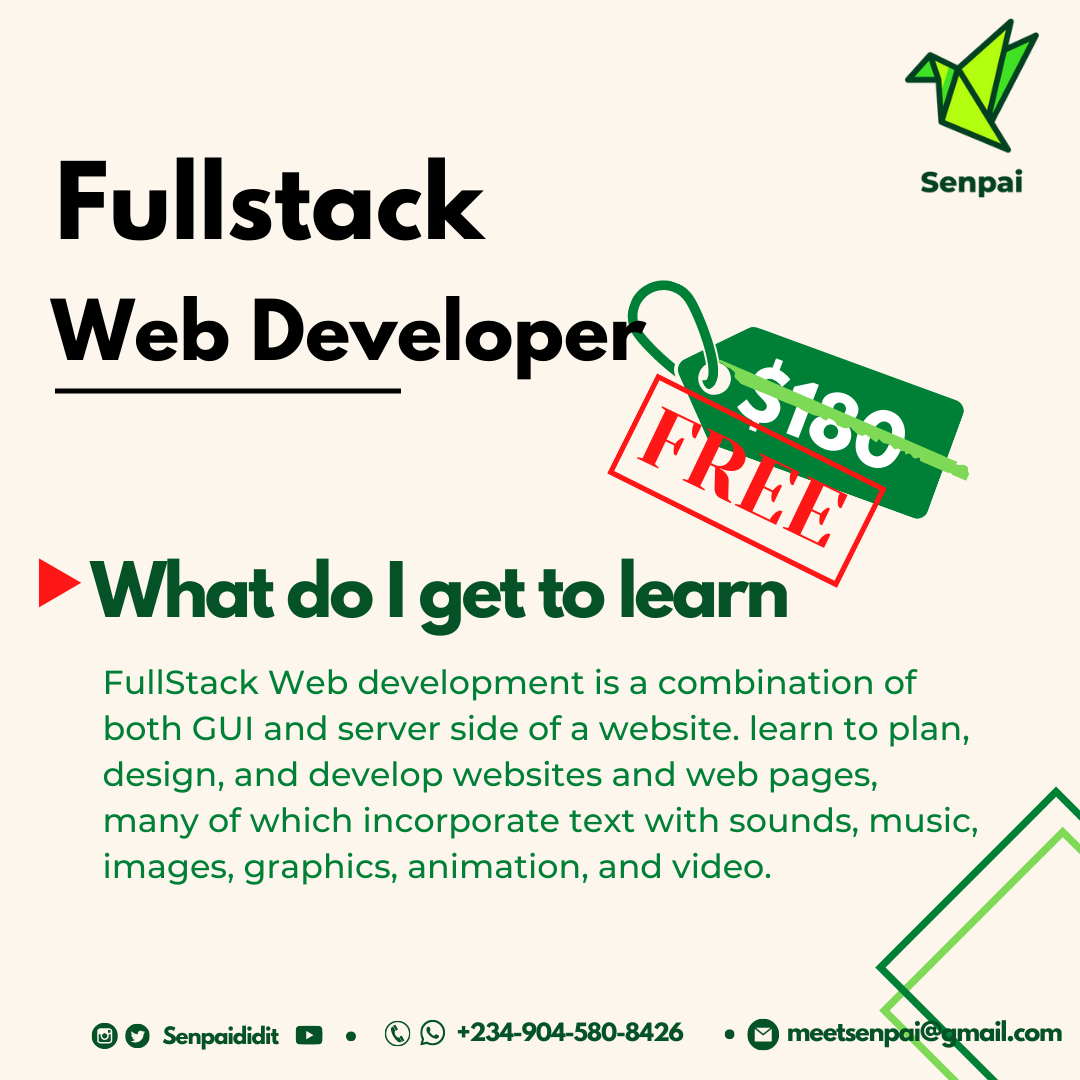 Senpai
Fullstack
Web Developer
$180
FREE
What do I get to learn
FullStack Web development is a combination of
both GUI and server side of a website. learn to plan,
design, and develop websites and web pages,
many of which incorporate text with sounds, music,
images, graphics, animation, and video.
Senpaididit • +234-904-580-8426 • meetsenpai@gmail.com